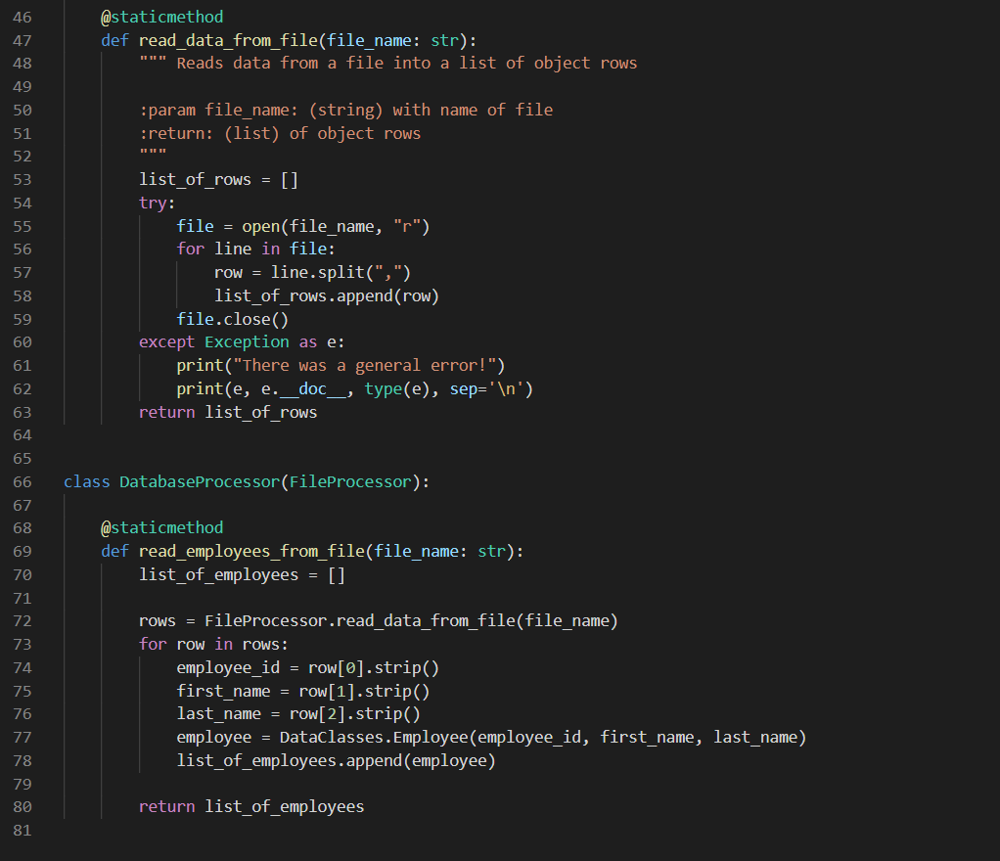 46 @staticmethod
47 def read_data_from_file(file_name: str):
48 """ Reads data from a file into a list of object rows
49
50 :param file_name: (string) with name of file
51 :return: (list) of object rows
52 """
53 list_of_rows = []
54 try:
55 file = open(file_name, "r")
56 for line in file:
57 row = line.split(",")
58 list_of_rows.append(row)
59 file.close()
60 except Exception as e:
61 print("There was a general error!")
62 print(e, e.__doc__, type(e), sep='\n')
63 return list_of_rows
64
65
66 class DatabaseProcessor(FileProcessor):
67
68 @staticmethod
69 def read_employees_from_file(file_name: str):
70 list_of_employees = []
71
72 rows = FileProcessor.read_data_from_file(file_name)
73 for row in rows:
74 employee_id = row[0].strip()
75 first_name = row[1].strip()
76 last_name = row[2].strip()
77 employee = DataClasses.Employee(employee_id, first_name, last_name)
78 list_of_employees.append(employee)
79
80 return list_of_employees
81